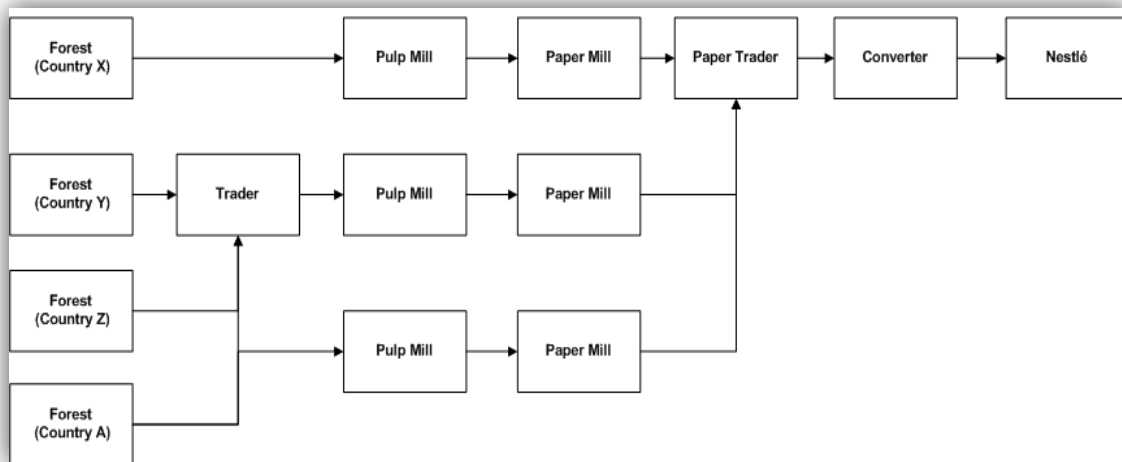 Forest
(Country X)
Pulp Mill
Paper Mill
Paper Trader
Converter
Nestlé
Forest
(Country Y)
Trader
Pulp Mill
Paper Mill
Forest
(Country Z)
Pulp Mill
Paper Mill
Forest
(Country A)